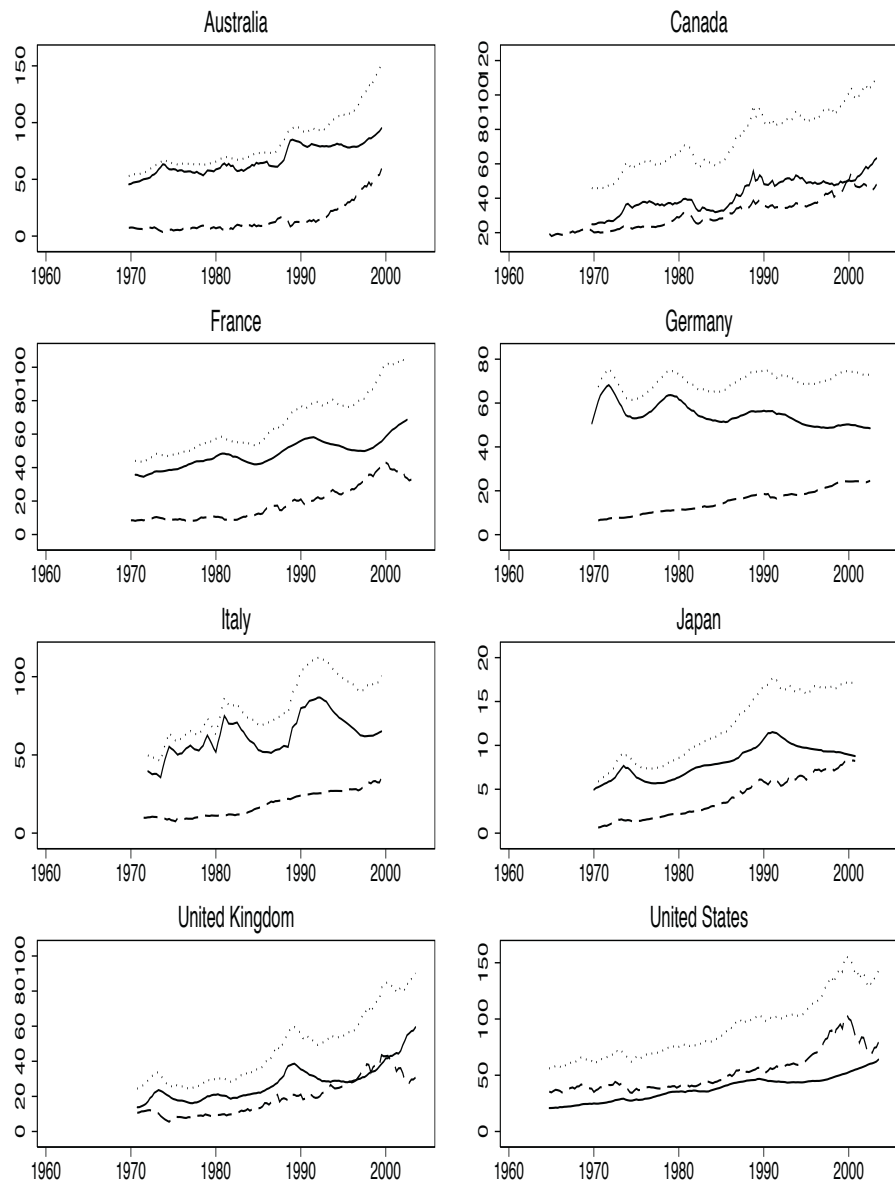 Australia
0 50 100 150
1960 1970 1980 1990 2000
Canada
20 40 60 80 100 120
1960 1970 1980 1990 2000
France
0 20 40 60 80 100
1960 1970 1980 1990 2000
Germany
0 20 40 60 80
1960 1970 1980 1990 2000
Italy
0 50 100
1960 1970 1980 1990 2000
Japan
0 5 10 15 20
1960 1970 1980 1990 2000
United Kingdom
0 20 40 60 80 100
1960 1970 1980 1990 2000
United States
0 50 100 150
1960 1970 1980 1990 2000